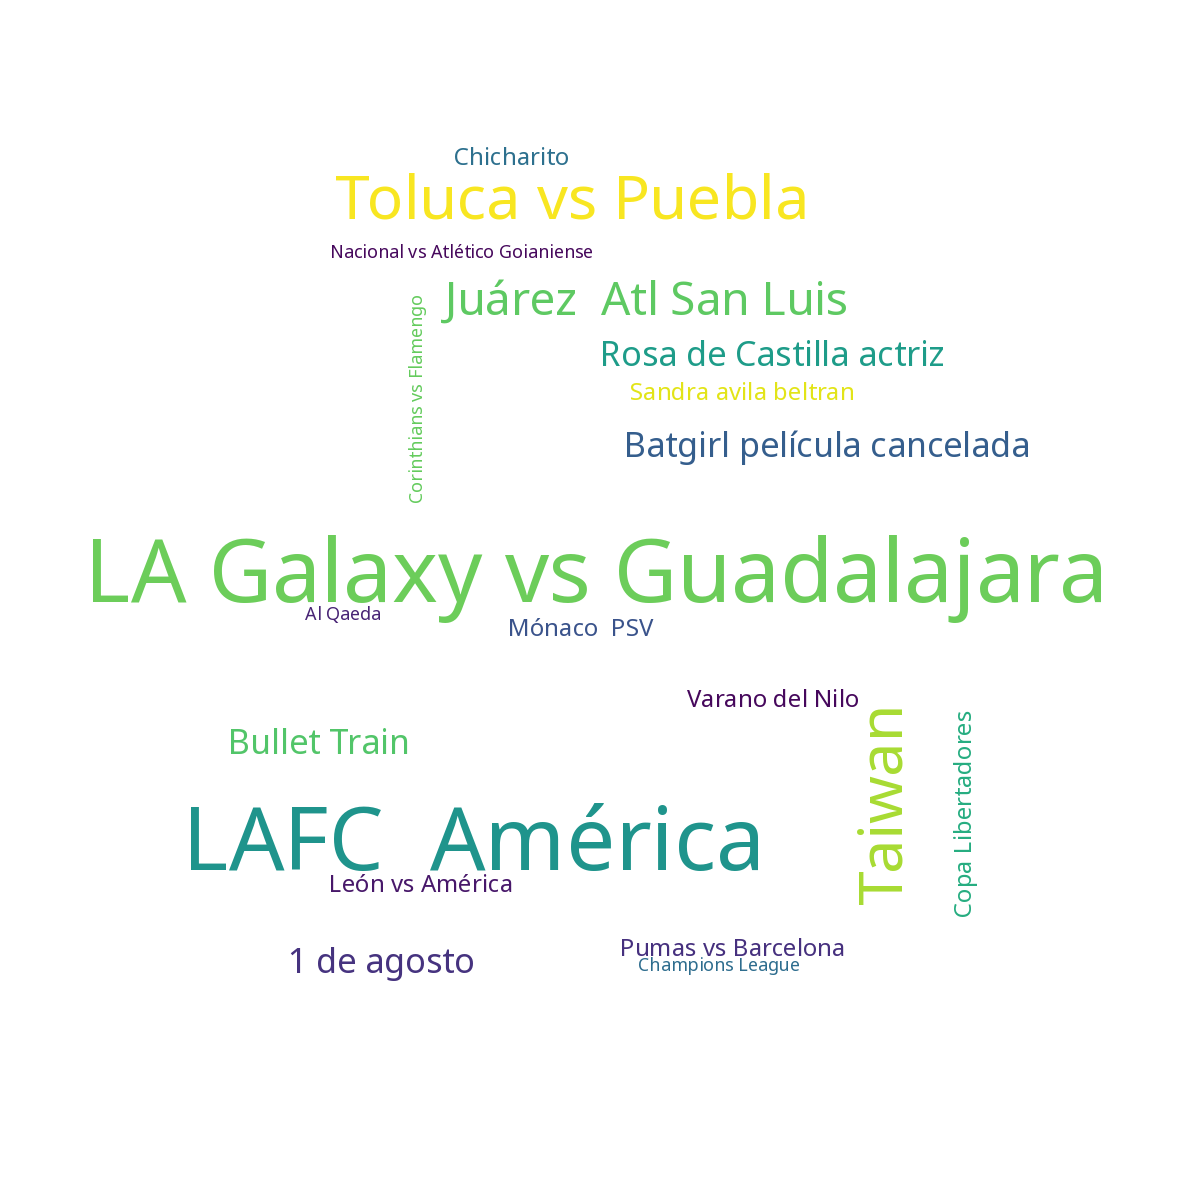 Chicharito
Toluca vs Puebla
Nacional vs Atlético Goianiense
Juárez  Atl San Luis
Corinthians vs Flamengo
Rosa de Castilla actriz
Sandra avila beltran
Batgirl película cancelada
LA Galaxy vs Guadalajara
Al Qaeda
Mónaco  PSV
Varano del Nilo
Taiwan
Copa Libertadores
Bullet Train
LAFC  América
León vs América
1 de agosto
Pumas vs Barcelona
Champions League